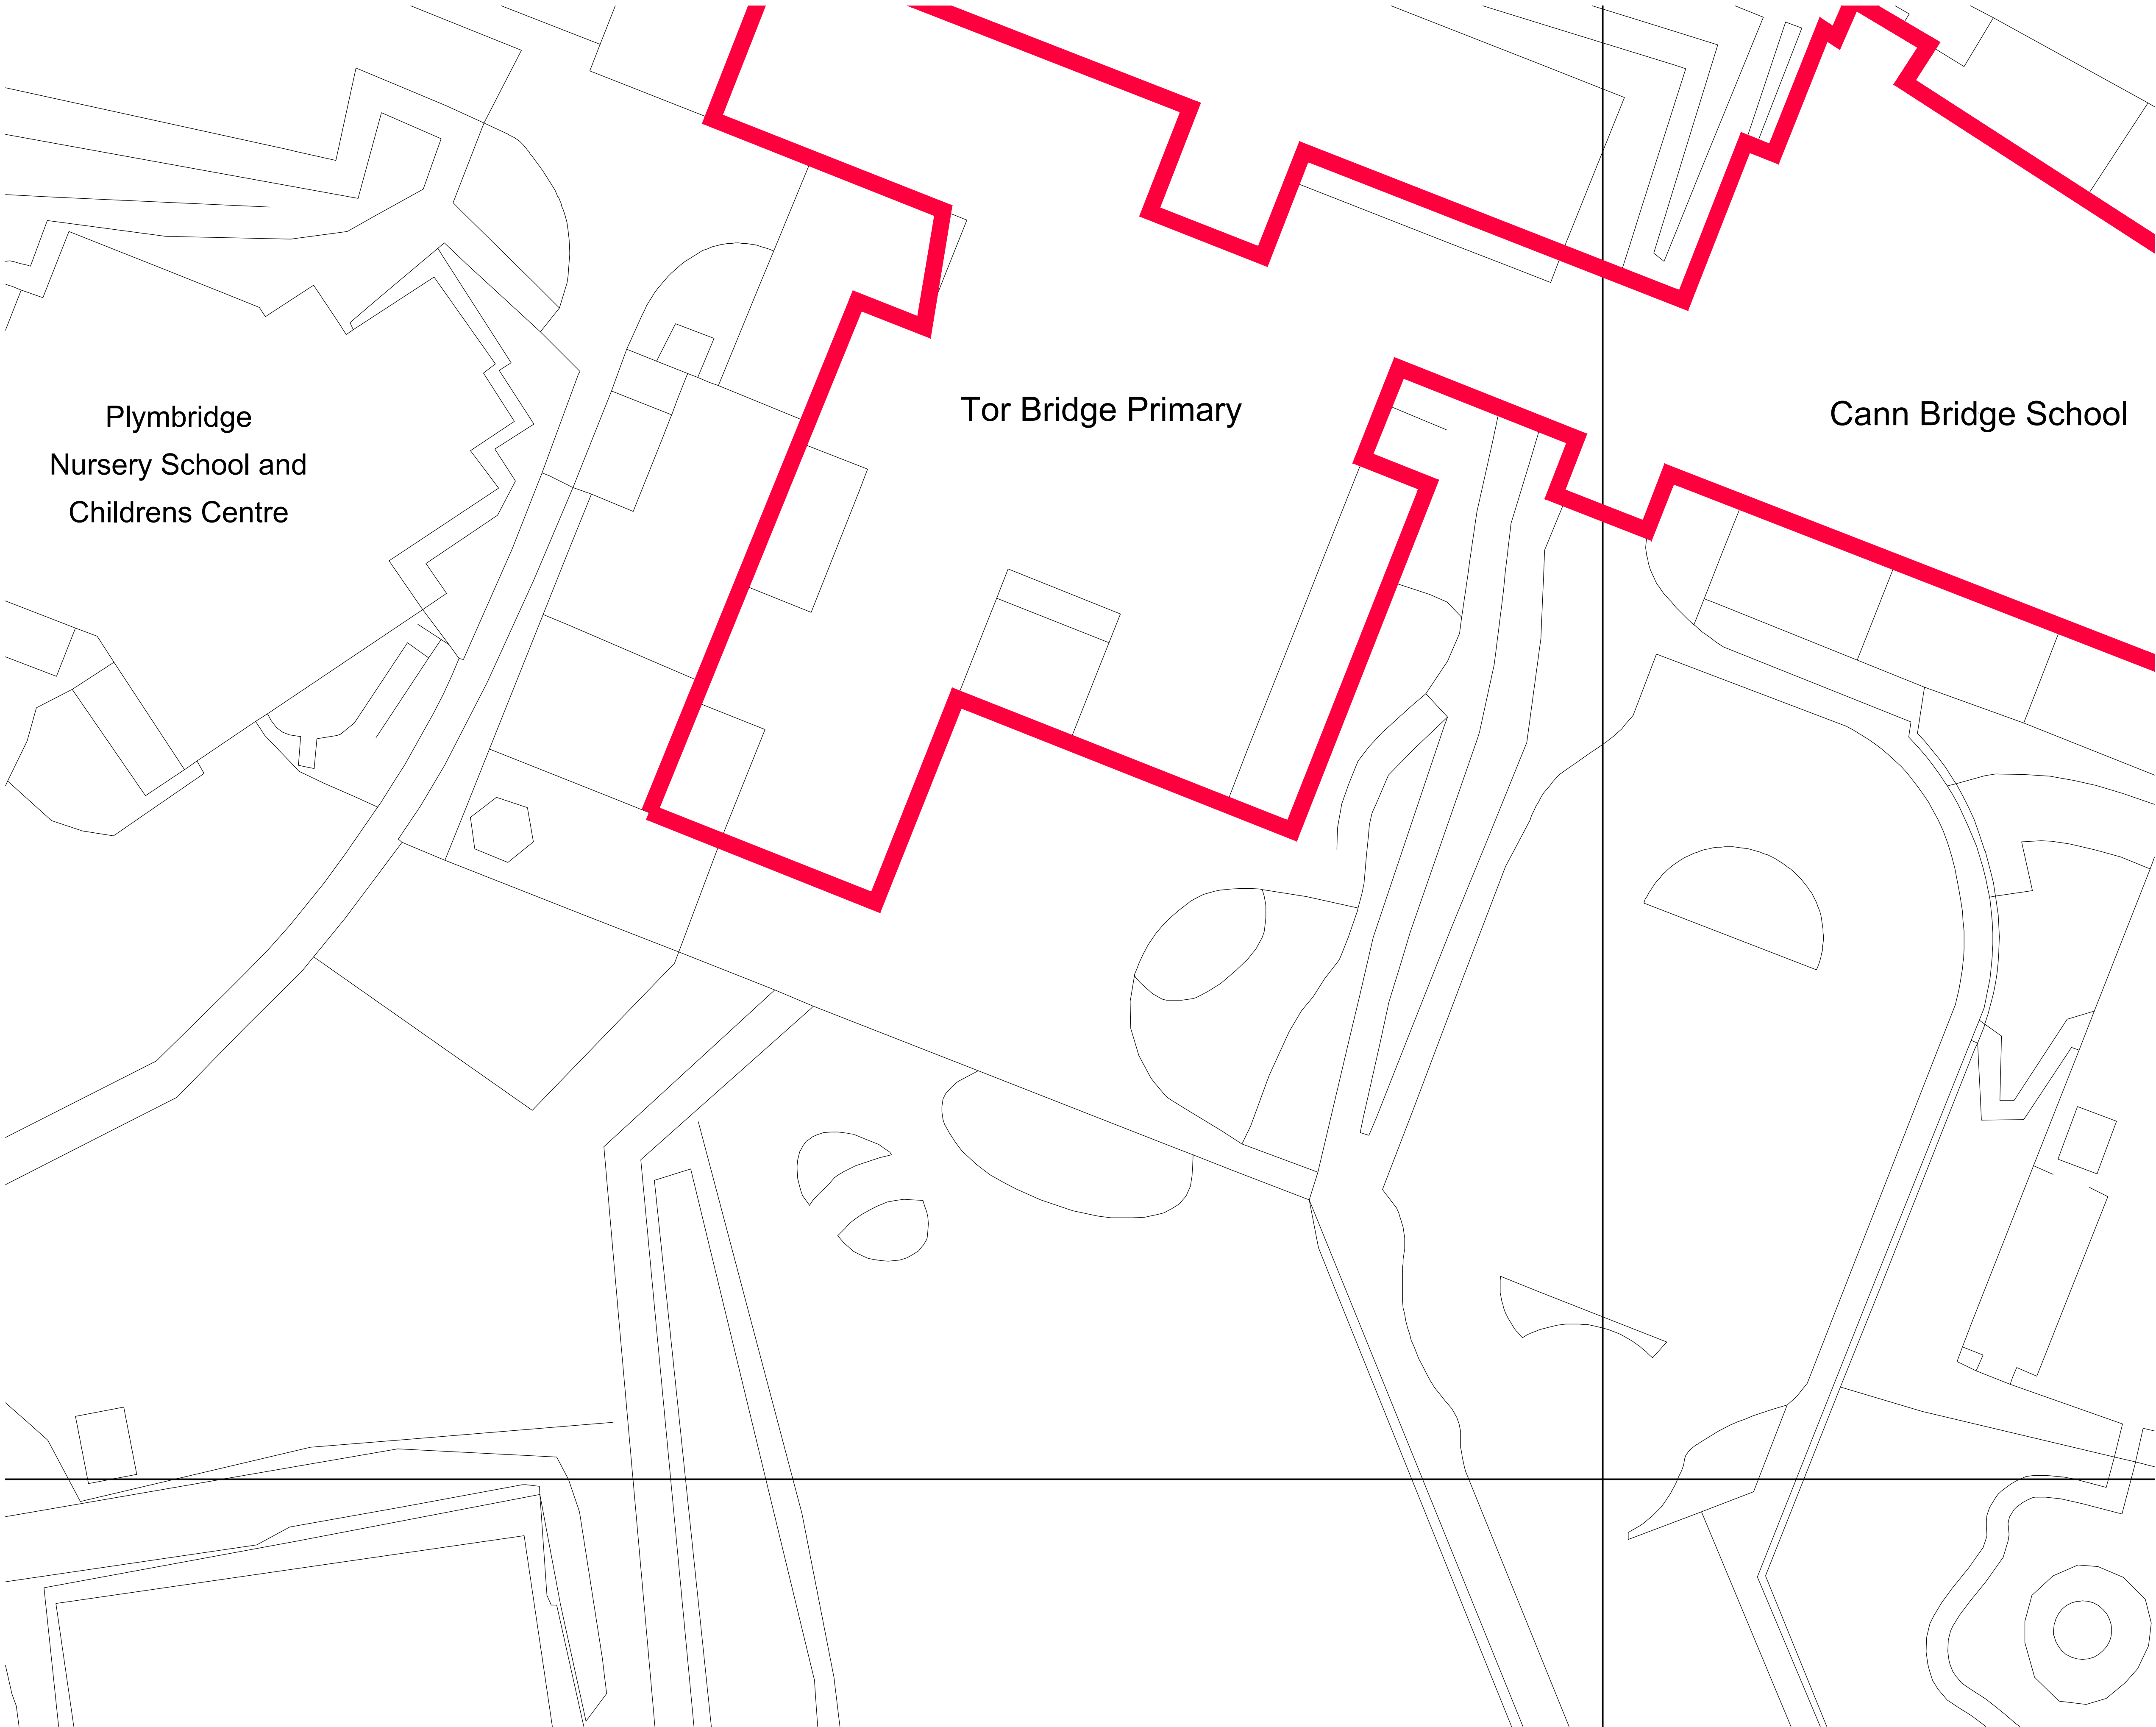 Plymbridge
Nursery School and
Childrens Centre
Tor Bridge Primary
Cann Bridge School